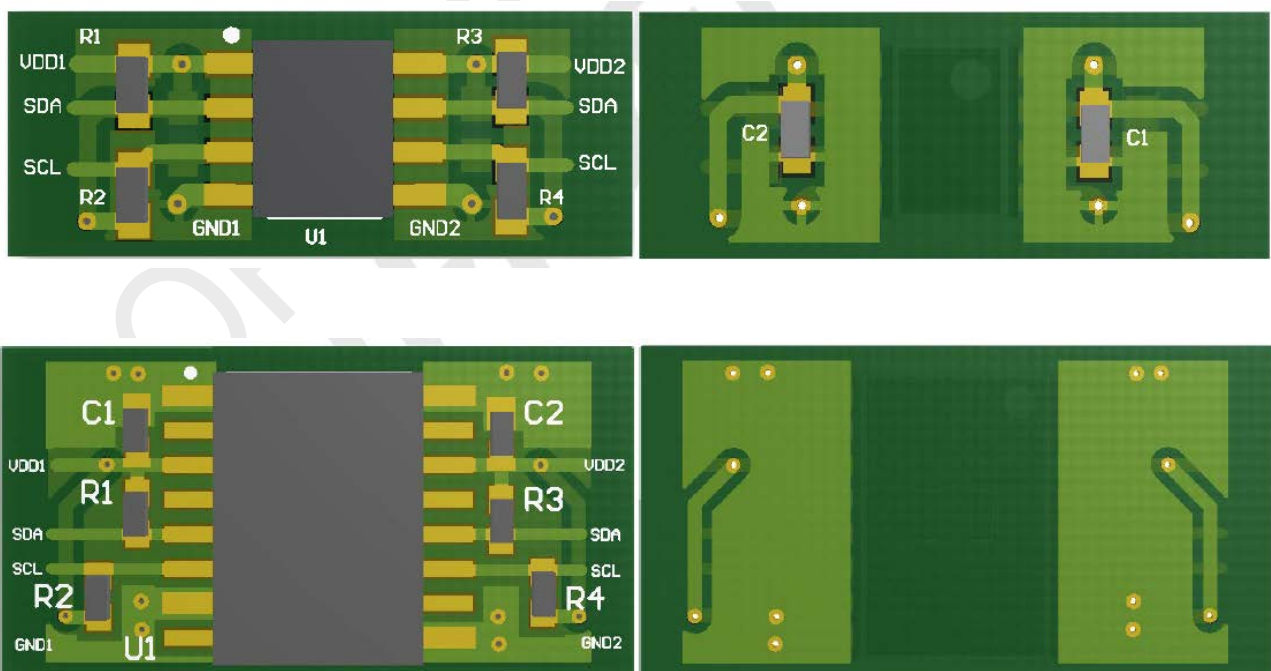 R1 R3
VDD1 VDD2
SDA SDA
SCL SCL
R2 R4
GND1 U1 GND2
C2 C1
C1 C2
VDD1 VDD2
R1 R3
SDA SDA
SCL SCL
R2 R4
GND1 U1 GND2